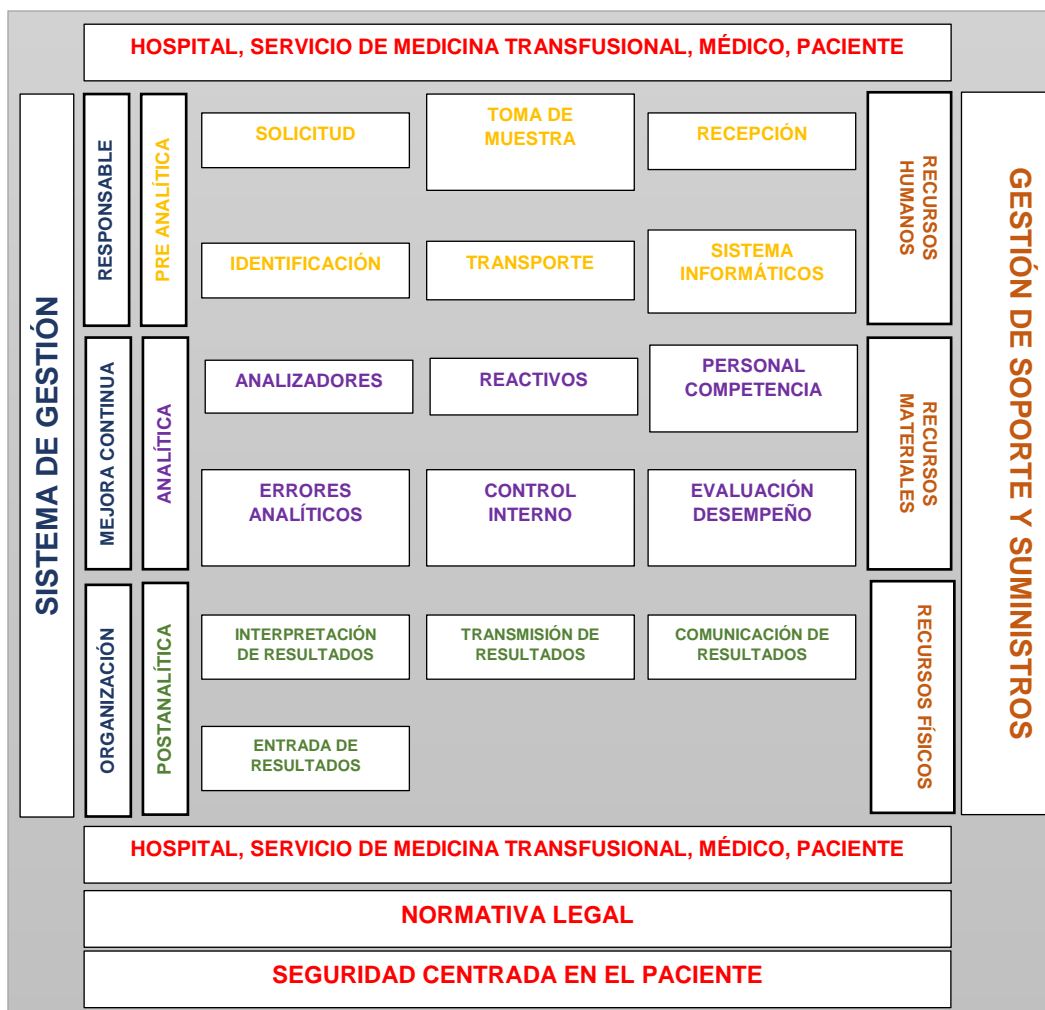 HOSPITAL, SERVICIO DE MEDICINA TRANSFUSIONAL, MÉDICO, PACIENTE
SISTEMA DE GESTIÓN
RESPONSABLE
PRE ANALÍTICA
SOLICITUD
TOMA DE
MUESTRA
RECEPCIÓN
IDENTIFICACIÓN
TRANSPORTE
SISTEMA
INFORMÁTICOS
RECURSOS
HUMANOS
GESTIÓN DE SOPORTE Y SUMINISTROS
MEJORA CONTINUA
ANALÍTICA
ANALIZADORES
REACTIVOS
PERSONAL
COMPETENCIA
ERRORES
ANALÍTICOS
CONTROL
INTERNO
EVALUACIÓN
DESEMPEÑO
RECURSOS
MATERIALES
ORGANIZACIÓN
POSTANALÍTICA
INTERPRETACIÓN
DE RESULTADOS
TRANSMISIÓN DE
RESULTADOS
COMUNICACIÓN DE
RESULTADOS
ENTRADA DE
RESULTADOS
RECURSOS FÍSICOS
HOSPITAL, SERVICIO DE MEDICINA TRANSFUSIONAL, MÉDICO, PACIENTE
NORMATIVA LEGAL
SEGURIDAD CENTRADA EN EL PACIENTE